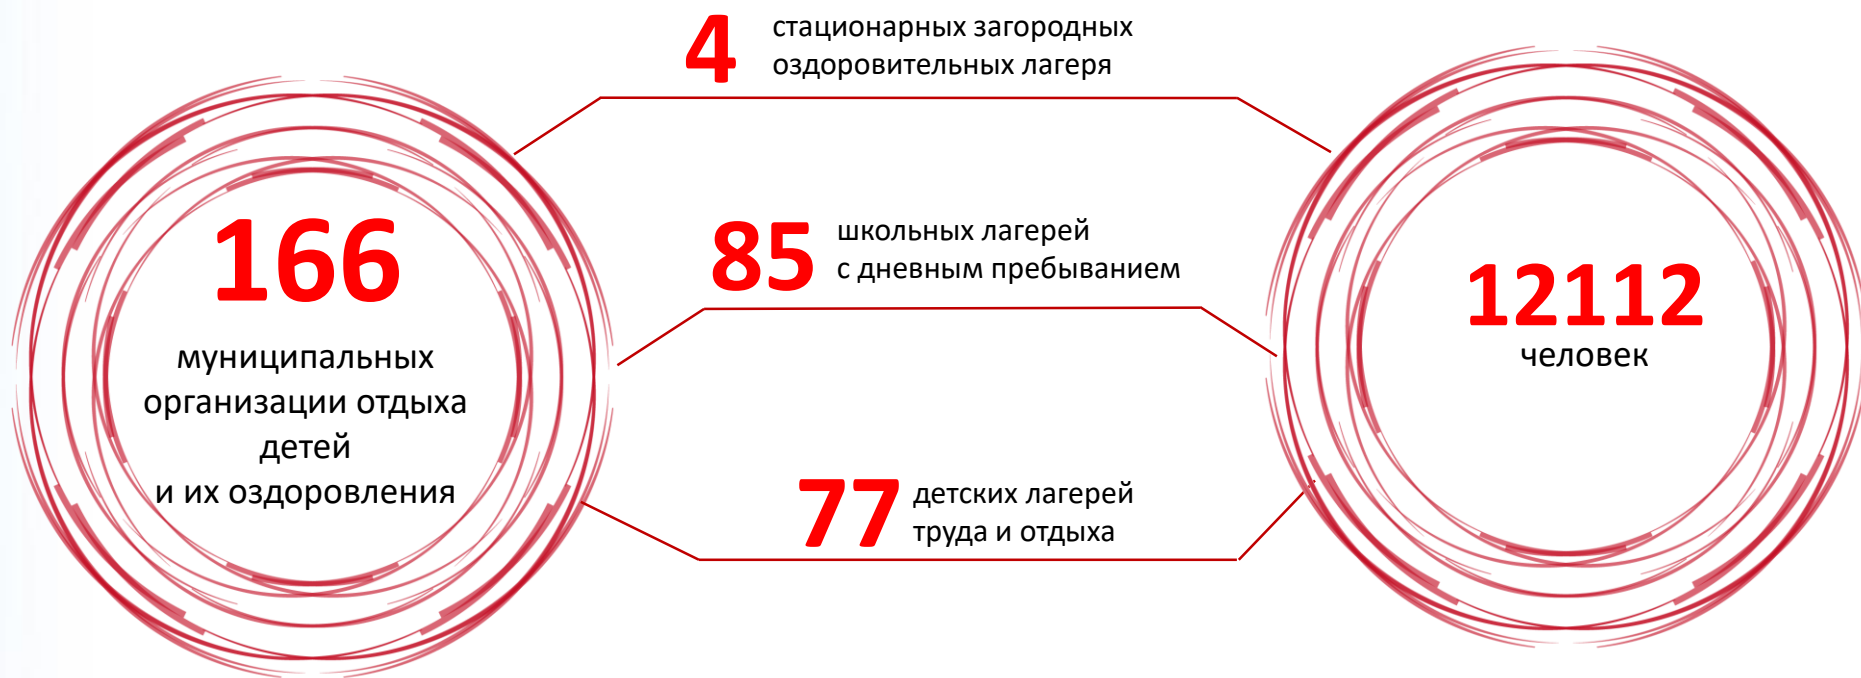 4
стационарных загородных
оздоровительных лагеря
166
муниципальных
организации отдыха
детей
и их оздоровления
85
школьных лагерей
с дневным пребыванием
77
детских лагерей
труда и отдыха
12112
человек